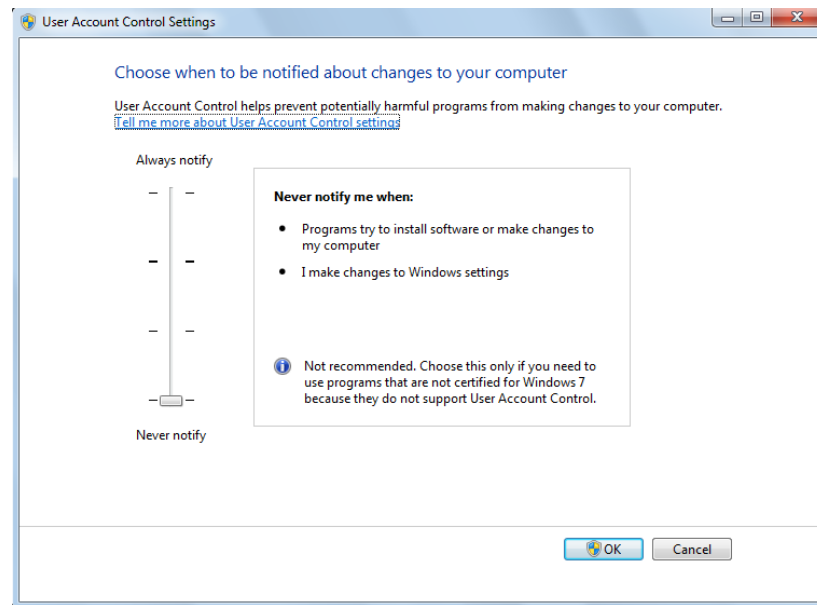 User Account Control Settings
Choose when to be notified about changes to your computer
User Account Control helps prevent potentially harmful programs from making changes to your computer.
Tell me more about User Account Control settings
Always notify
Never notify me when:
• Programs try to install software or make changes to
my computer
• I make changes to Windows settings
Not recommended. Choose this only if you need to
use programs that are not certified for Windows 7
because they do not support User Account Control.
Never notify
OK
Cancel